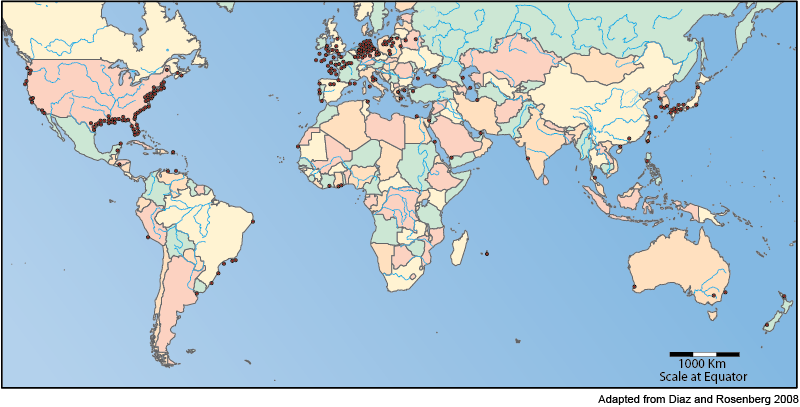 1000 Km
Scale at Equator
Adapted from Diaz and Rosenberg 2008